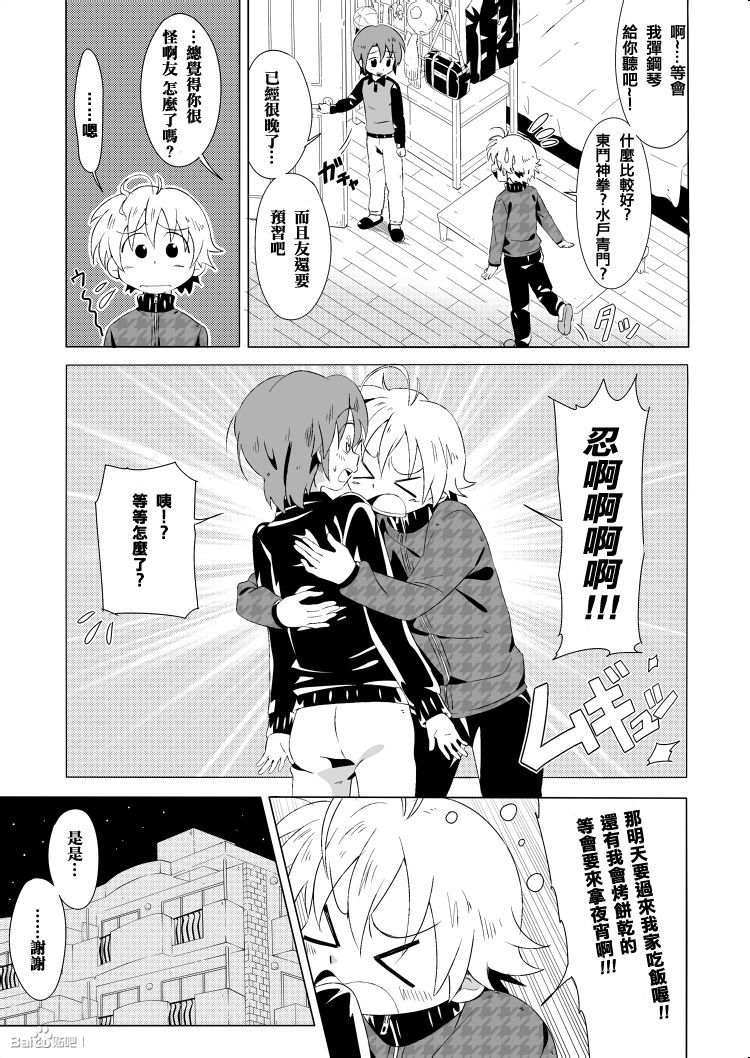 啊~…等會
我彈鋼琴
給你聽吧~!
什麼比較好?
東鬥神拳?水戶青門?
已經很晚了…
ガチャ
而且友還要
預習吧
タッ
…總覺得你很
怪啊友 怎麼了嗎?
……嗯
忍啊啊啊啊!!!
咦!?
等等怎麼了?
ムギュッ
那明天要過來我家吃飯喔!!
還有我會烤餅乾的
等會要來拿夜宵啊!!!
是是…
……謝謝
Bai 貼吧